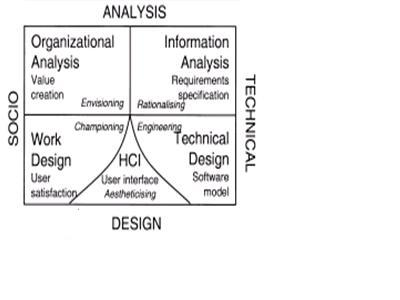 ANALYSIS
Organizational
Analysis
Value
creation
Envisioning
Information
Analysis
Requirements
specification
Rationalising
SOCIO
TECHNICAL
Championing
Work
Design
User
satisfaction
Engineering
Technical
Design
Software
model
HCI
User interface
Aestheticising
DESIGN